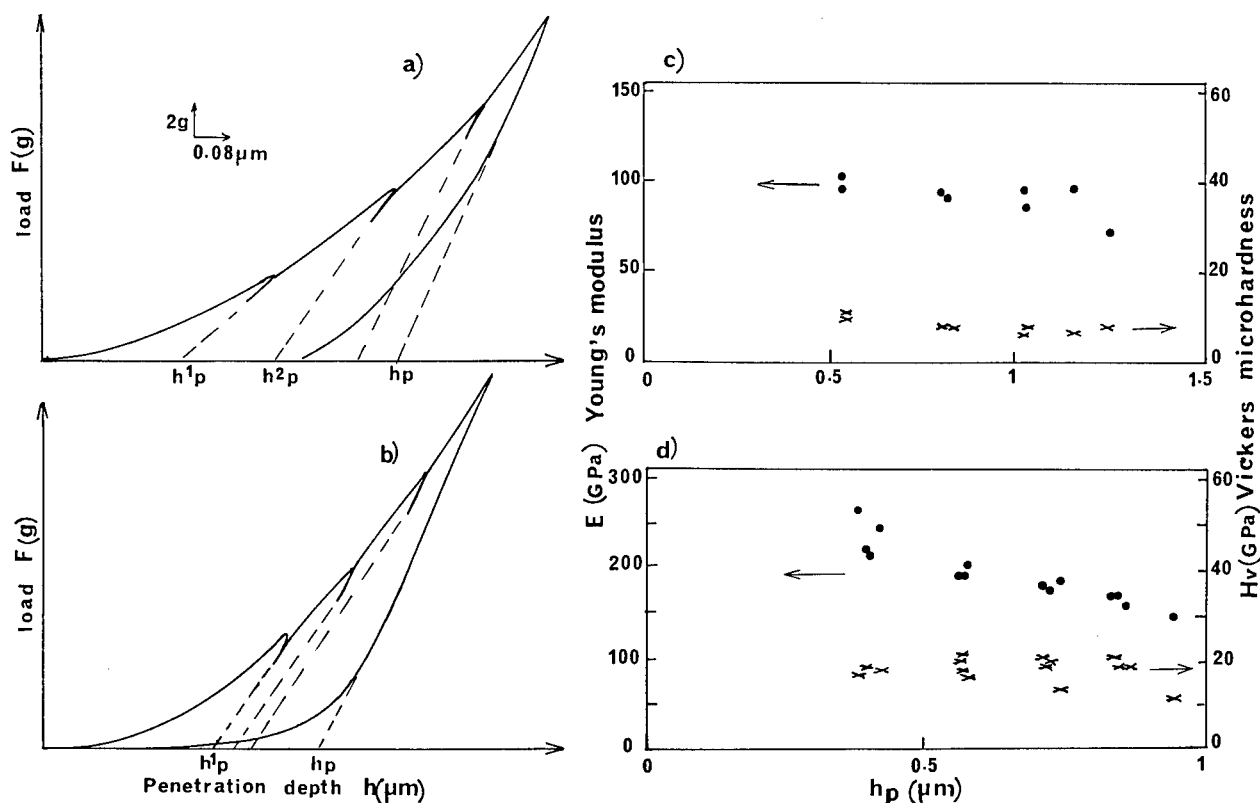 a)
2g
0.08μm
load F(g)
h¹p
h²p
hp
b)
load F(g)
h¹p
hp
Penetration depth h(μm)
c)
150
100
50
0
0
0.5
1
1.5
60
40
20
0
d)
300
200
100
0
0
0.5
1
60
40
20
0
hp (μm)
E (GPa) Young's modulus
Hv(GPa) Vickers microhardness